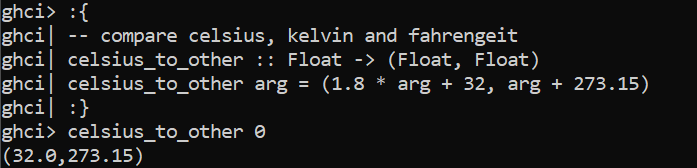 ghci> :{
ghci| -- compare celsius, kelvin and fahrengeit
ghci| celsius_to_other :: Float -> (Float, Float)
ghci| celsius_to_other arg = (1.8 * arg + 32, arg + 273.15)
ghci| :}
ghci> celsius_to_other 0
(32.0,273.15)